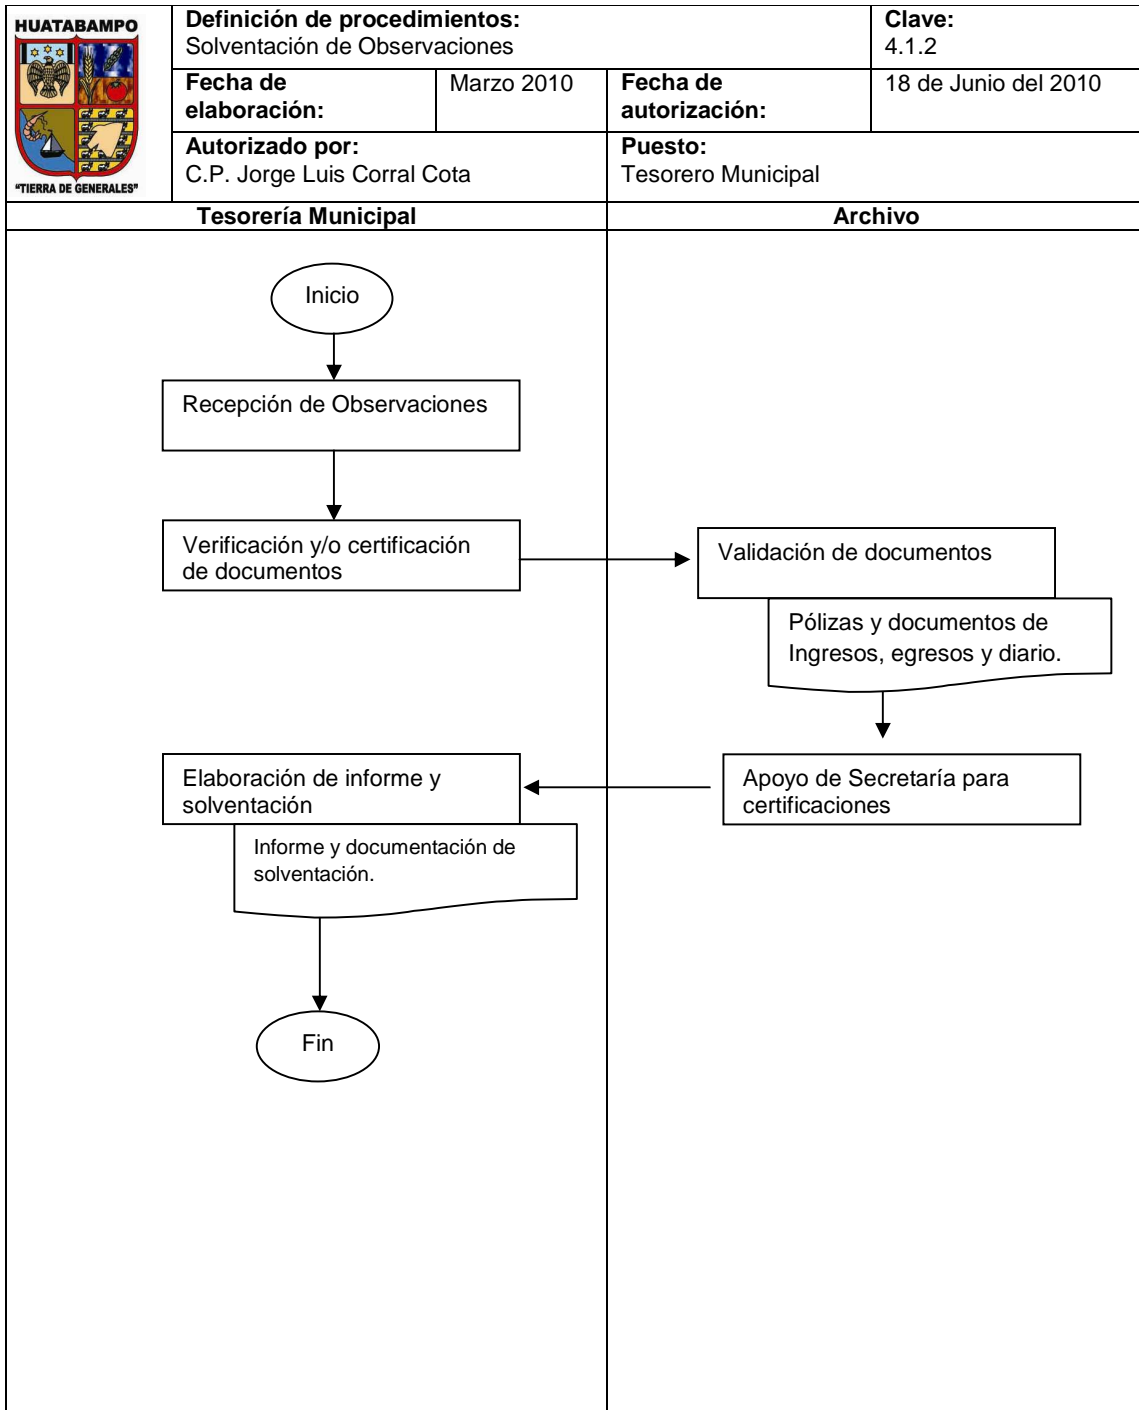 HUATABAMPO
"TIERRA DE GENERALES"
Definición de procedimientos:
Solventación de Observaciones
Clave:
4.1.2
Fecha de
elaboración:
Marzo 2010
Fecha de
autorización:
18 de Junio del 2010
Autorizado por:
C.P. Jorge Luis Corral Cota
Puesto:
Tesorero Municipal
Tesorería Municipal
Archivo
Inicio
Recepción de Observaciones
Verificación y/o certificación
de documentos
Validación de documentos
Pólizas y documentos de
Ingresos, egresos y diario.
Apoyo de Secretaría para
certificaciones
Elaboración de informe y
solventación
Informe y documentación de
solventación.
Fin